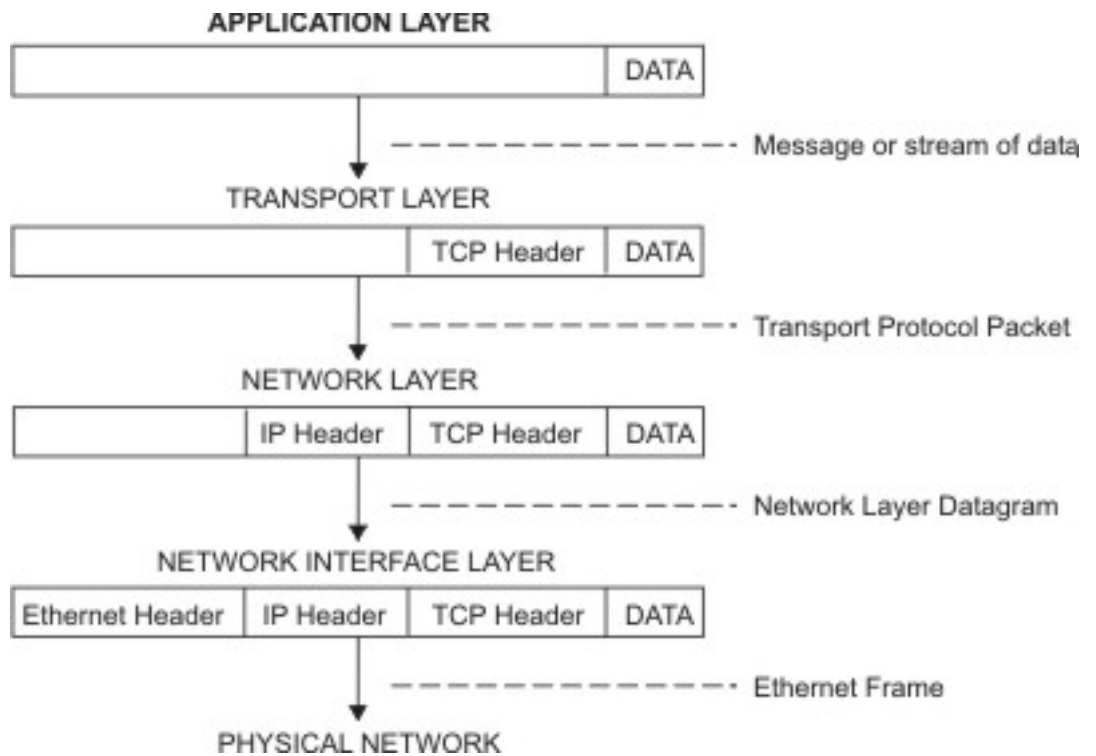 APPLICATION LAYER
DATA
Message or stream of data
TRANSPORT LAYER
TCP Header DATA
Transport Protocol Packet
NETWORK LAYER
IP Header TCP Header DATA
Network Layer Datagram
NETWORK INTERFACE LAYER
Ethernet Header IP Header TCP Header DATA
Ethernet Frame
PHYSICAL NETWORK